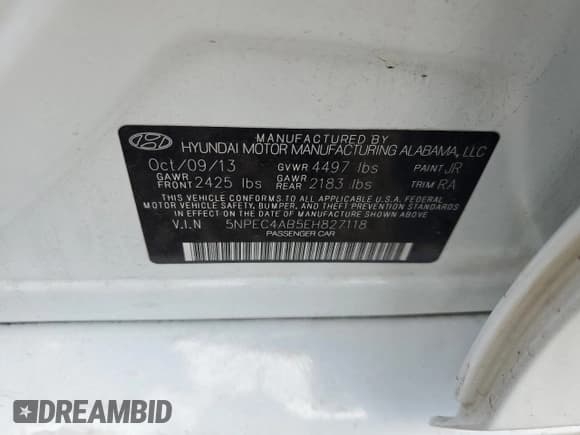 MANUFACTURED BY
HYUNDAI MOTOR MANUFACTURING ALABAMA, LLC
Oct/09/13 GVWR 4497 lbs PAINT JR
GAWR FRONT 2425 lbs GAWR REAR 2183 lbs TRIM RA
THIS VEHICLE CONFORMS TO ALL APPLICABLE U.S.A. FEDERAL
MOTOR VEHICLE SAFETY, BUMPER, AND THEFT PREVENTION STANDARDS
IN EFFECT ON THE DATE OF MANUFACTURE SHOWN ABOVE.
V.I.N 5NPEC4AB5EH827118
PASSENGER CAR
DREAMBID